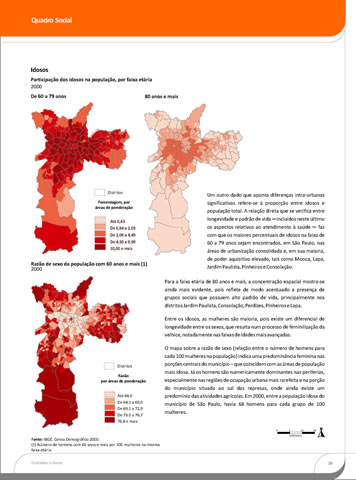 Quadro Social
Idosos
Participação dos idosos na população, por faixa etária
2000
De 60 a 79 anos
80 anos e mais
Distritos
Porcentagem, por
áreas de ponderação
Até 0,63
De 0,64 a 2,05
De 2,06 a 4,49
De 4,50 a 9,99
10,00 e mais
Razão de sexo da população com 60 anos e mais (1)
2000
Distritos
Razão
por áreas de ponderação
Até 64,0
De 64,1 a 69,0
De 69,1 a 72,9
De 73,0 a 76,7
76,8 e mais
Fonte: IBGE. Censo Demográfico 2000.
(1) Número de homens com 60 anos e mais por 100 mulheres na mesma
faixa etária.
Um outro dado que aponta diferenças intra-urbanas
significativas refere-se à proporção entre idosos e
população total. A relação direta que se verifica entre
longevidade e padrão de vida — incluídos neste último
os aspectos relativos ao atendimento à saúde — faz
com que os maiores percentuais de idosos na faixa de
60 a 79 anos sejam encontrados, em São Paulo, nas
áreas de urbanização consolidada e, em sua maioria,
de poder aquisitivo elevado, tais como Mooca, Lapa,
Jardim Paulista, Pinheiros e Consolação.
Para a faixa etária de 80 anos e mais, a concentração espacial mostra-se
ainda mais evidente, pois reflete de modo acentuado a presença de
grupos sociais que possuem alto padrão de vida, principalmente nos
distritos Jardim Paulista, Consolação, Perdizes, Pinheiros e Lapa.
Entre os idosos, as mulheres são maioria, pois existe um diferencial de
longevidade entre os sexos, que resulta num processo de feminilização da
velhice, notadamente nas faixas de idades mais avançadas.
O mapa sobre a razão de sexo (relação entre o número de homens para
cada 100 mulheres na população) indica uma predominância feminina nas
porções centrais do município – que coincidem com as áreas de população
mais idosa. Já os homens são numericamente dominantes nas periferias,
especialmente nas regiões de ocupação urbana mais rarefeita e na porção
do município situada ao sul das represas, onde ainda existe um
predomínio das atividades agrícolas. Em 2000, entre a população idosa do
município de São Paulo, havia 68 homens para cada grupo de 100
mulheres.